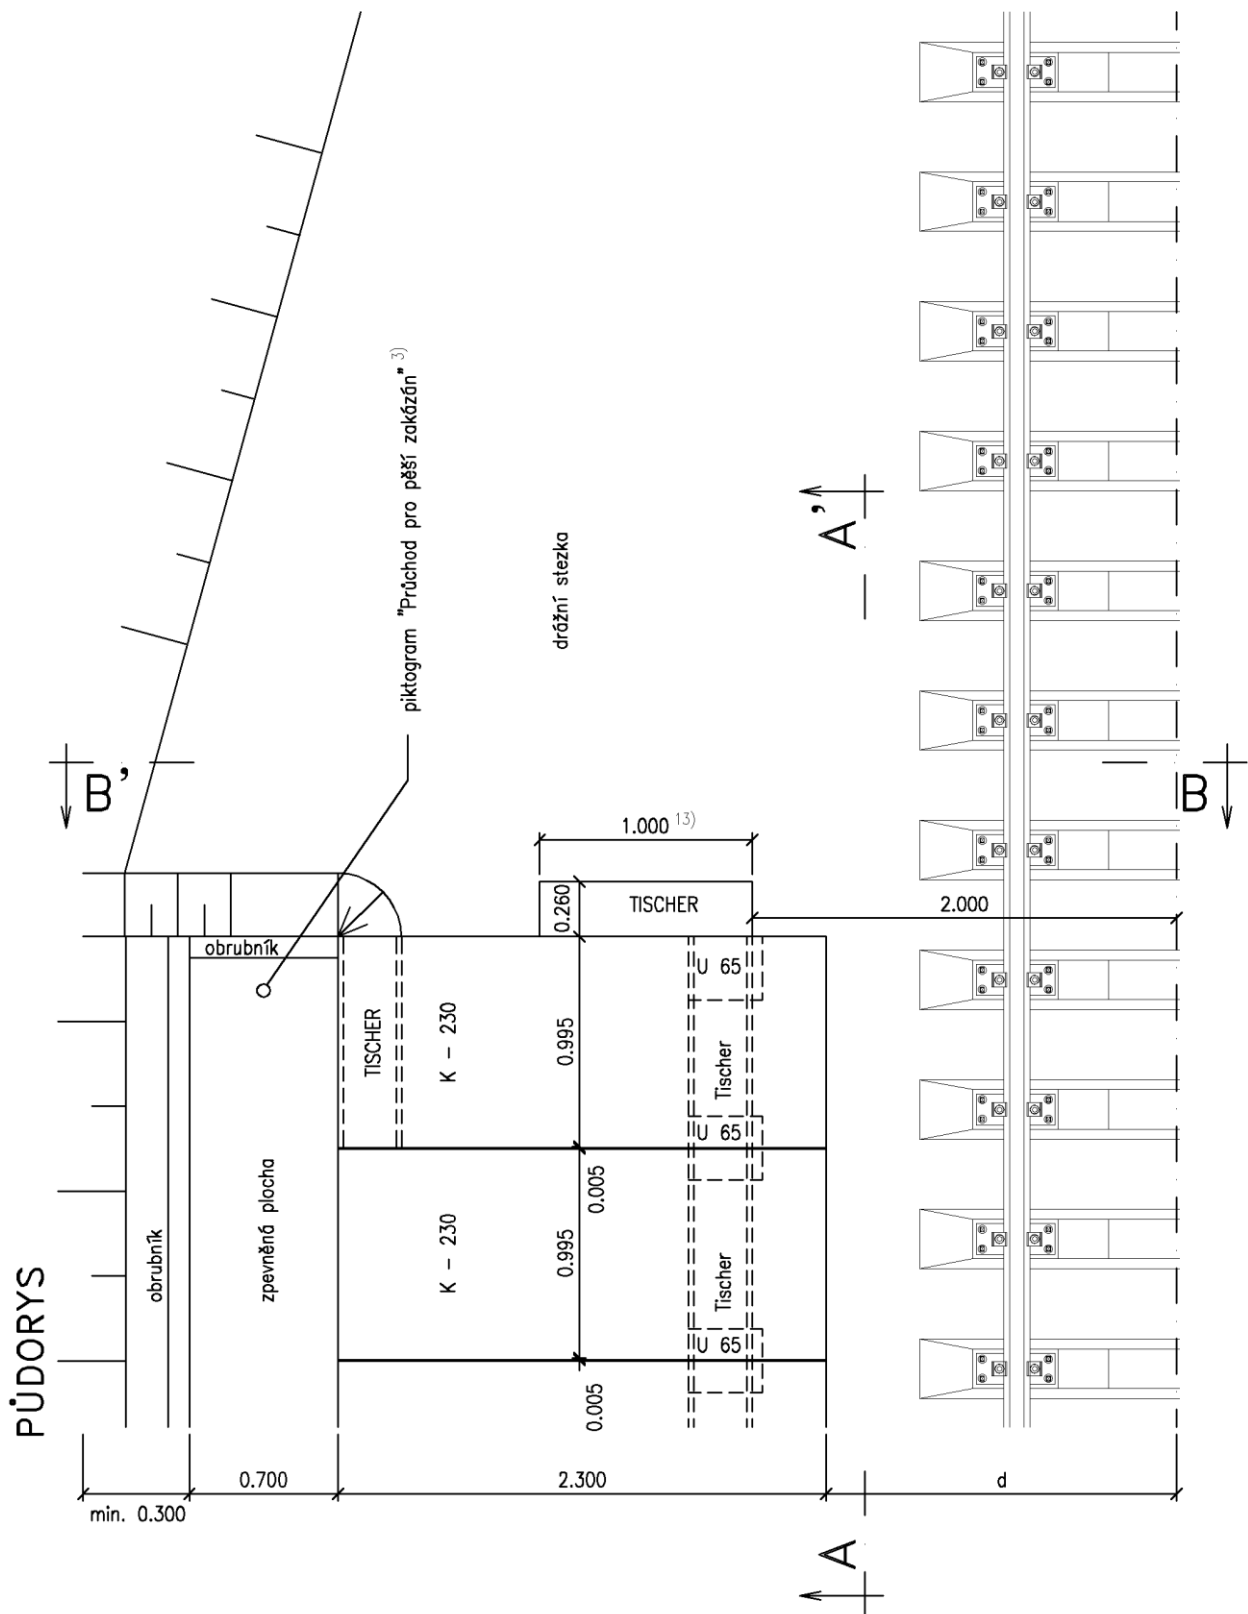 piktogram "Průchod pro pěší zakázán" 3)
drážní stezka
A'
B'
B
1.000 13)
0.260
TISCHER
2.000
obrubník
U 65
TISCHER
K - 230
0.995
Tischer
U 65
0.005
obrubník
zpevněná plocha
K - 230
0.995
Tischer
U 65
0.005
PŮDORYS
min. 0.300
0.700
2.300
d
A